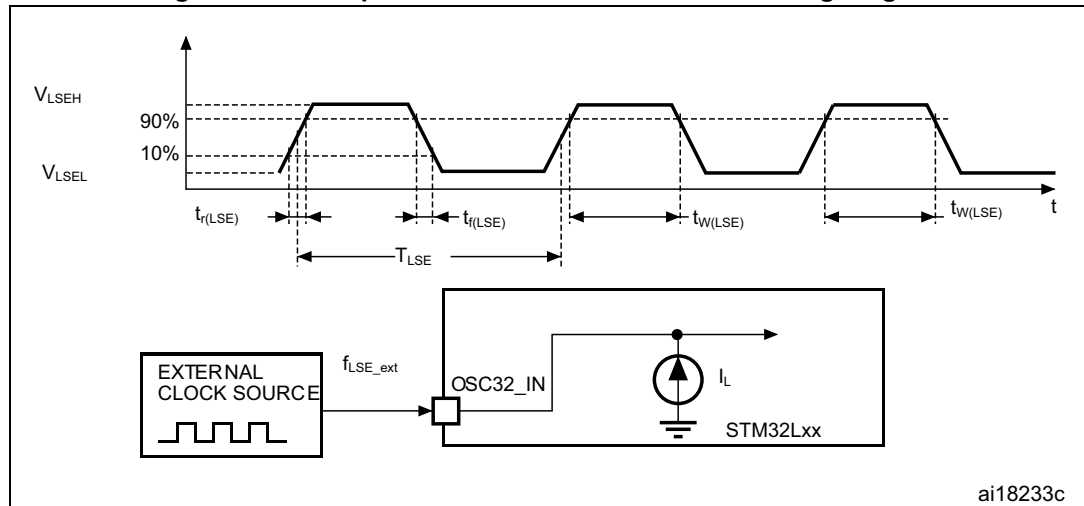 VLSEH
90%
10%
VLSEL
tr(LSE)
tf(LSE)
tW(LSE)
tW(LSE)
t
TLSE
EXTERNAL
CLOCK SOURCE
fLSE_ext
OSC32_IN
IL
STM32Lxx
ai18233c